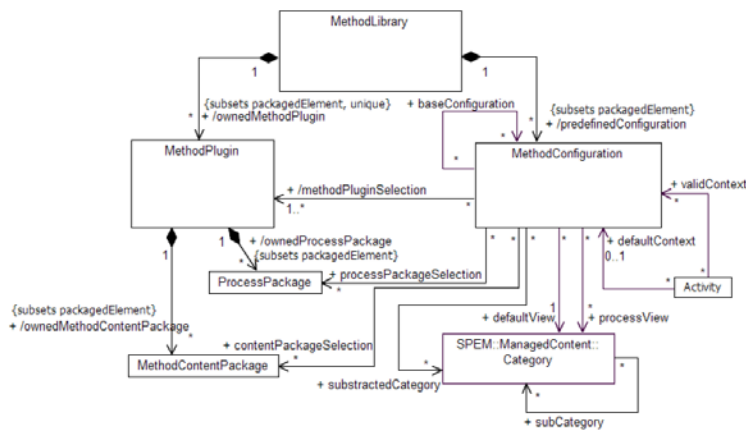 MethodLibrary
1
1
{subsets packagedElement, unique}
+ /ownedMethodPlugin
*
+ baseConfiguration
*
*
{subsets packagedElement}
+ /predefinedConfiguration
*
MethodPlugin
MethodConfiguration
+ /methodPluginSelection
1..*
*
+ validContext
*
1
1
+ /ownedProcessPackage
{subsets packagedElement}
*
* * * * *
*
+ defaultContext
0..1
*
*
ProcessPackage
+ processPackageSelection
*
Activity
{subsets packagedElement}
+ /ownedMethodContentPackage
*
+ defaultView
1
*
+ processView
+ contentPackageSelection
*
MethodContentPackage
SPEM::ManagedContent::
Category
*
+ substractedCategory
*
*
+ subCategory